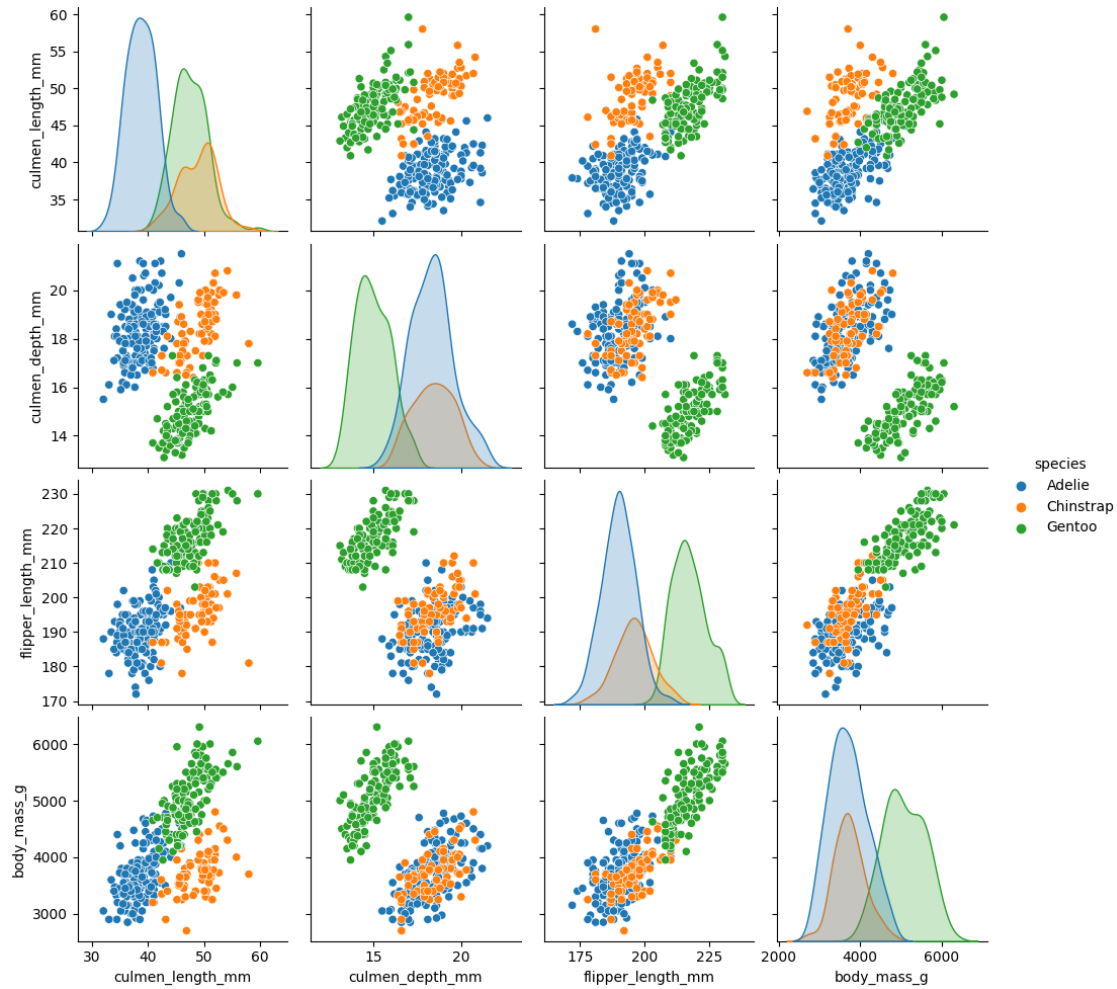 60
55
50
45
40
35
culmen_length_mm
20
18
16
14
culmen_depth_mm
species
Adelie
Chinstrap
Gentoo
230
220
210
200
190
180
170
flipper_length_mm
6000
5000
4000
3000
body_mass_g
30 40 50 60
15 20
175 200 225
2000 4000 6000
culmen_length_mm
culmen_depth_mm
flipper_length_mm
body_mass_g